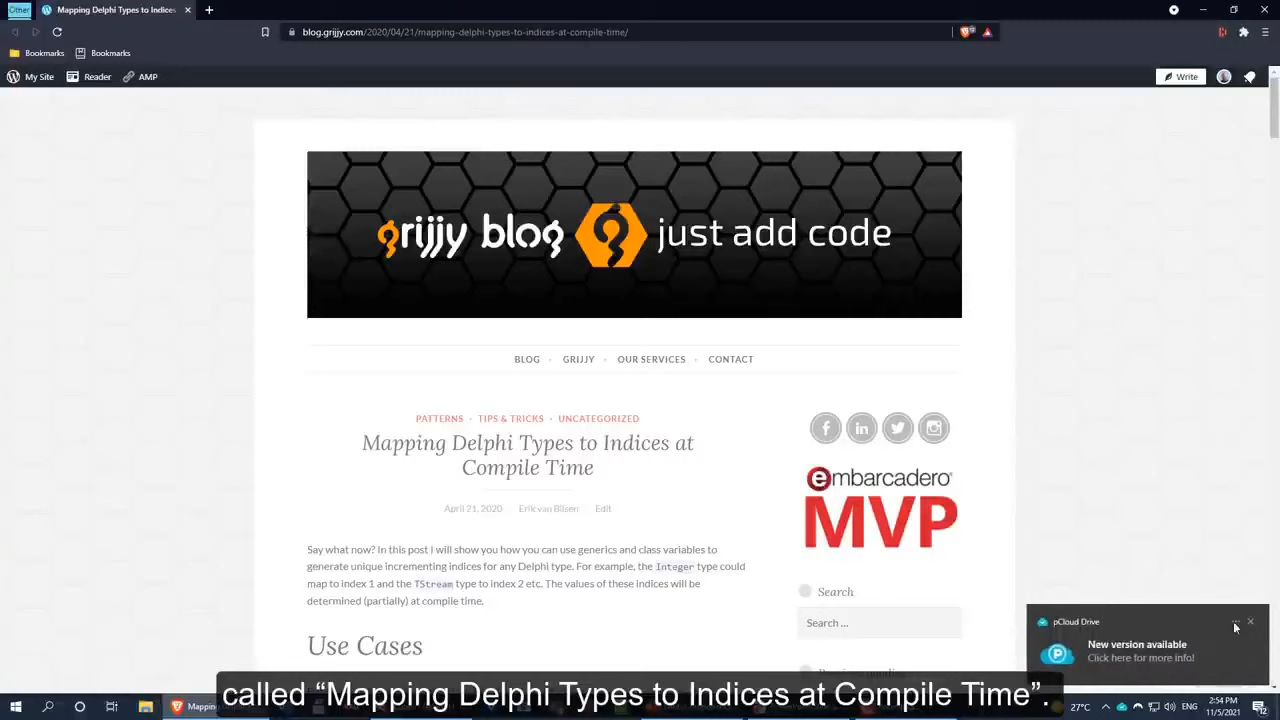 Other
Mapping Delphi Types to Indices
blog.grijjy.com/2020/04/21/mapping-delphi-types-to-indices-at-compile-time/
Bookmarks
Bookmarks
My Site
Reader
AMP
Write
grijjy blog
just add code
BLOG · GRIJJY · OUR SERVICES · CONTACT
PATTERNS · TIPS & TRICKS · UNCATEGORIZED
Mapping Delphi Types to Indices at
Compile Time
April 21, 2020
Erik van Bilsen
Edit
Say what now? In this post I will show you how you can use generics and class variables to
generate unique incrementing indices for any Delphi type. For example, the Integer type could
map to index 1 and the TStream type to index 2 etc. The values of these indices will be
determined (partially) at compile time.
Use Cases
embarcadero®
MVP
Search
Search …
pCloud Drive
New version available
Click here for more info!
called “Mapping Delphi Types to Indices at Compile Time”.
Mapping
27°C
2:54 PM
11/5/2021